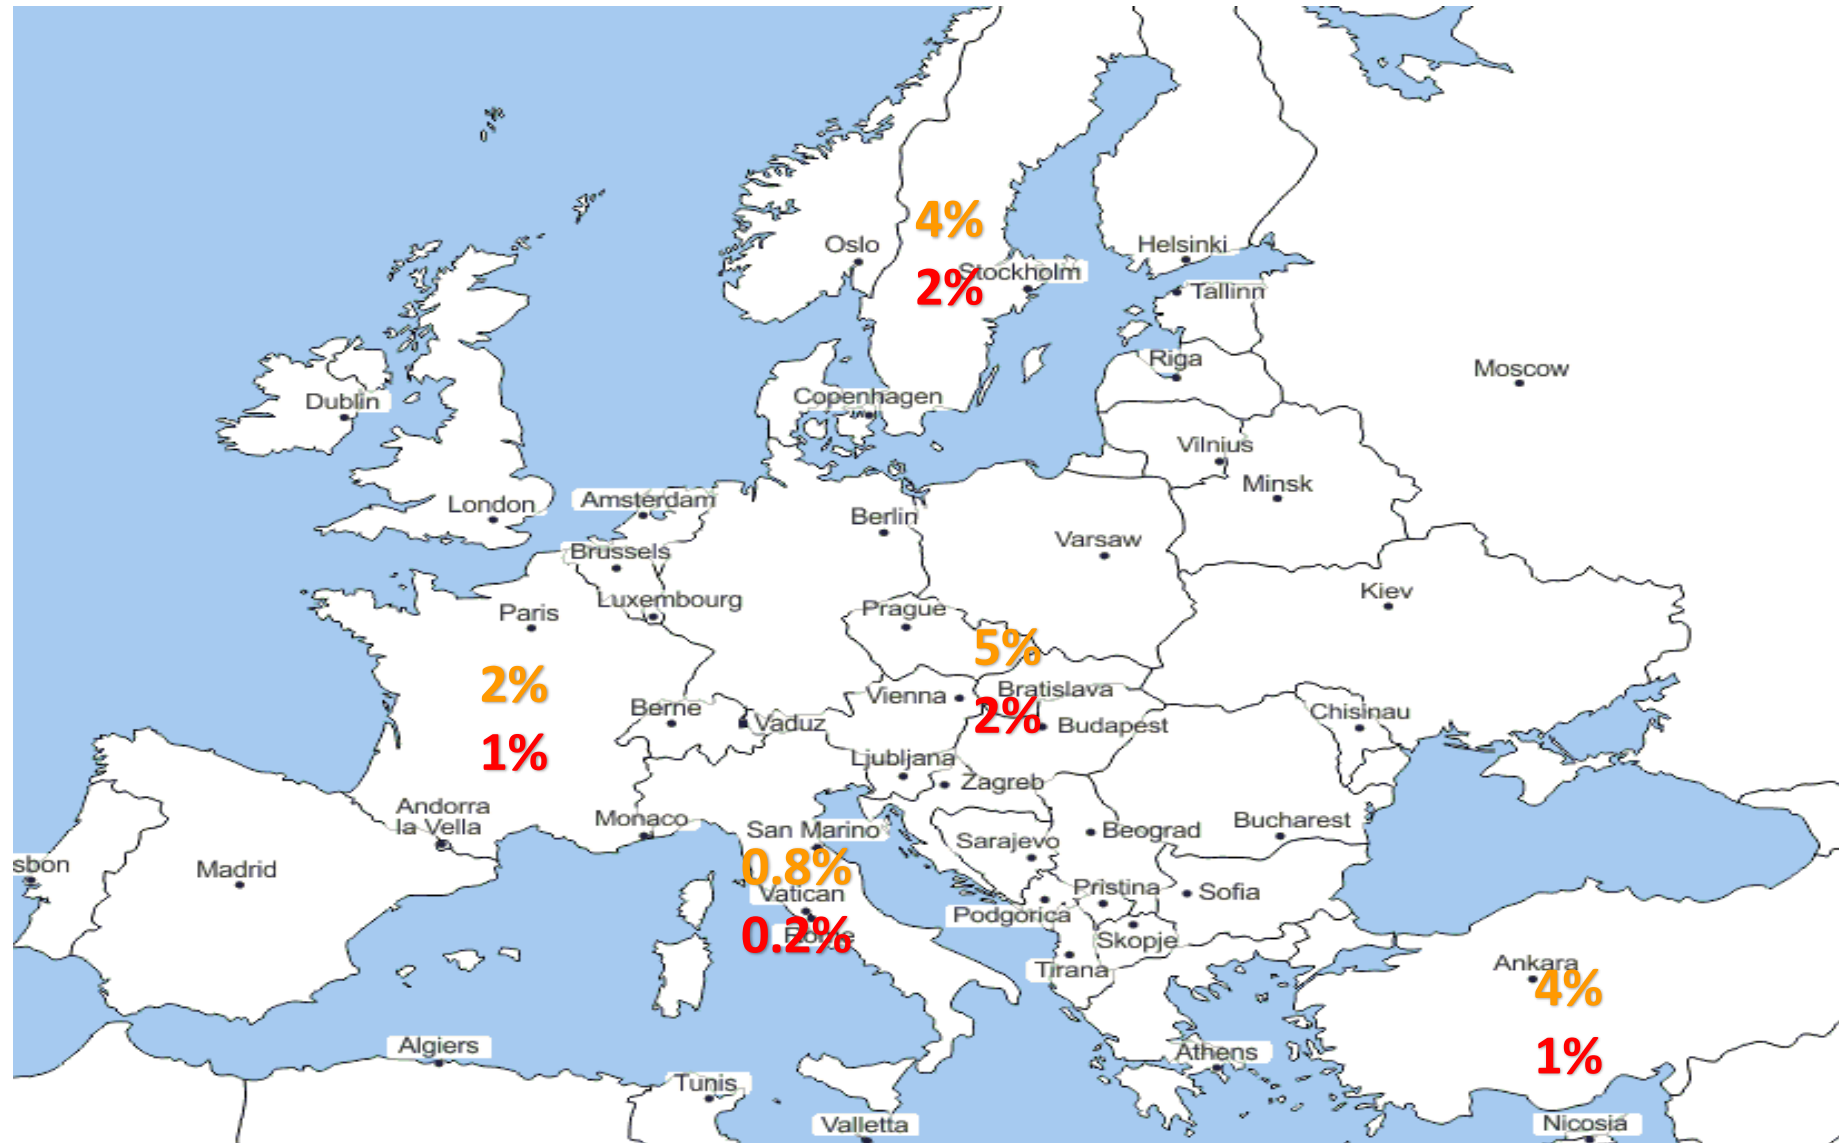 4%
Oslo
Helsinki
Stockholm
2%
Tallinn
Riga
Moscow
Copenhagen
Dublin
Vilnius
Minsk
London
Amsterdam
Berlin
Varsaw
Brussels
Kiev
Luxembourg
Paris
Prague
5%
2%
Vienna
Bratislava
Berne
Vaduz
2%
Budapest
Chisinau
1%
Ljubljana
Zagreb
Andorra
la Vella
Monaco
San Marino
Beograd
Bucharest
Sarajevo
sbon
Madrid
0.8%
Vatican
Pristina
Sofia
Podgorica
0.2%
Rome
Skopje
Tirana
Ankara
4%
Algiers
Athens
1%
Tunis
Valletta
Nicosia